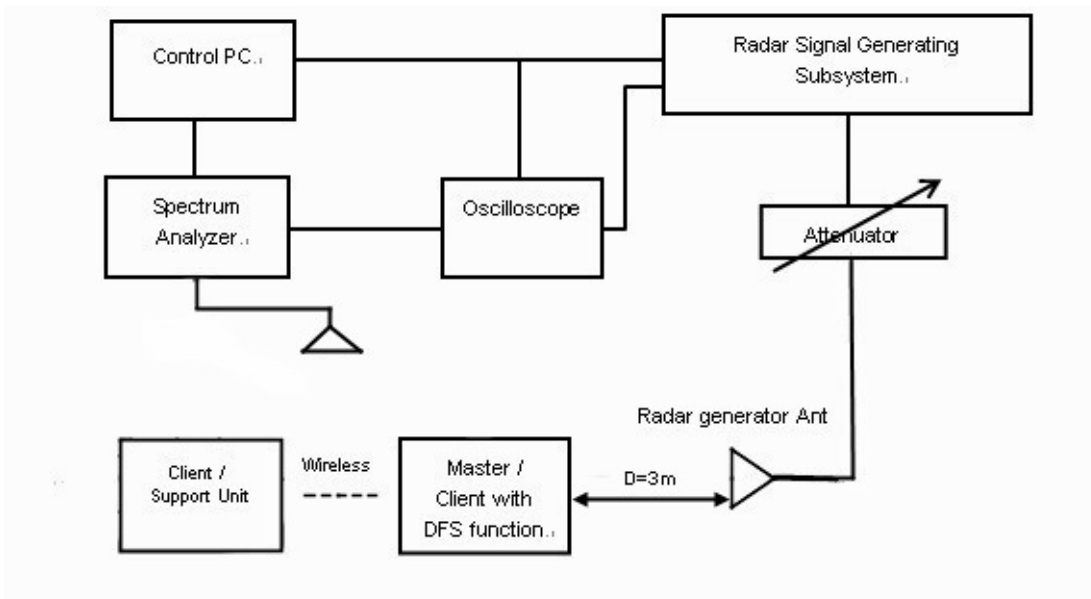 Control PC.
Radar Signal Generating
Subsystem.
Spectrum
Analyzer.
Oscilloscope
Attenuator
Radar generator Ant
Client /
Support Unit
Wireless
Master /
Client with
DFS function.
D=3m